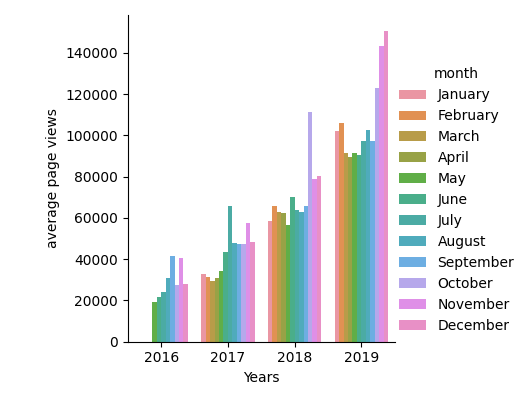 average page views
140000
120000
100000
80000
60000
40000
20000
0
2016 2017 2018 2019
Years
month
January
February
March
April
May
June
July
August
September
October
November
December